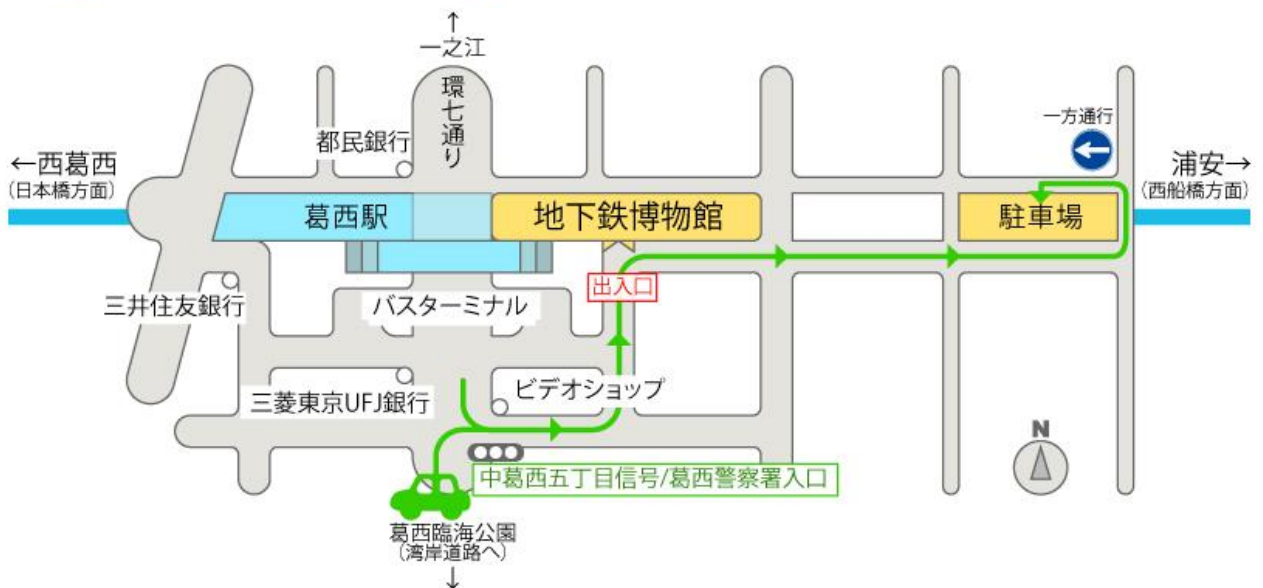 ↑
一之江
環七通り
都民銀行
一方通行
←西葛西
(日本橋方面)
浦安→
(西船橋方面)
葛西駅
地下鉄博物館
駐車場
出入口
三井住友銀行
バスターミナル
三菱東京UFJ銀行
ビデオショップ
N
中葛西五丁目信号/葛西警察署入口
葛西臨海公園
(湾岸道路へ)
↓